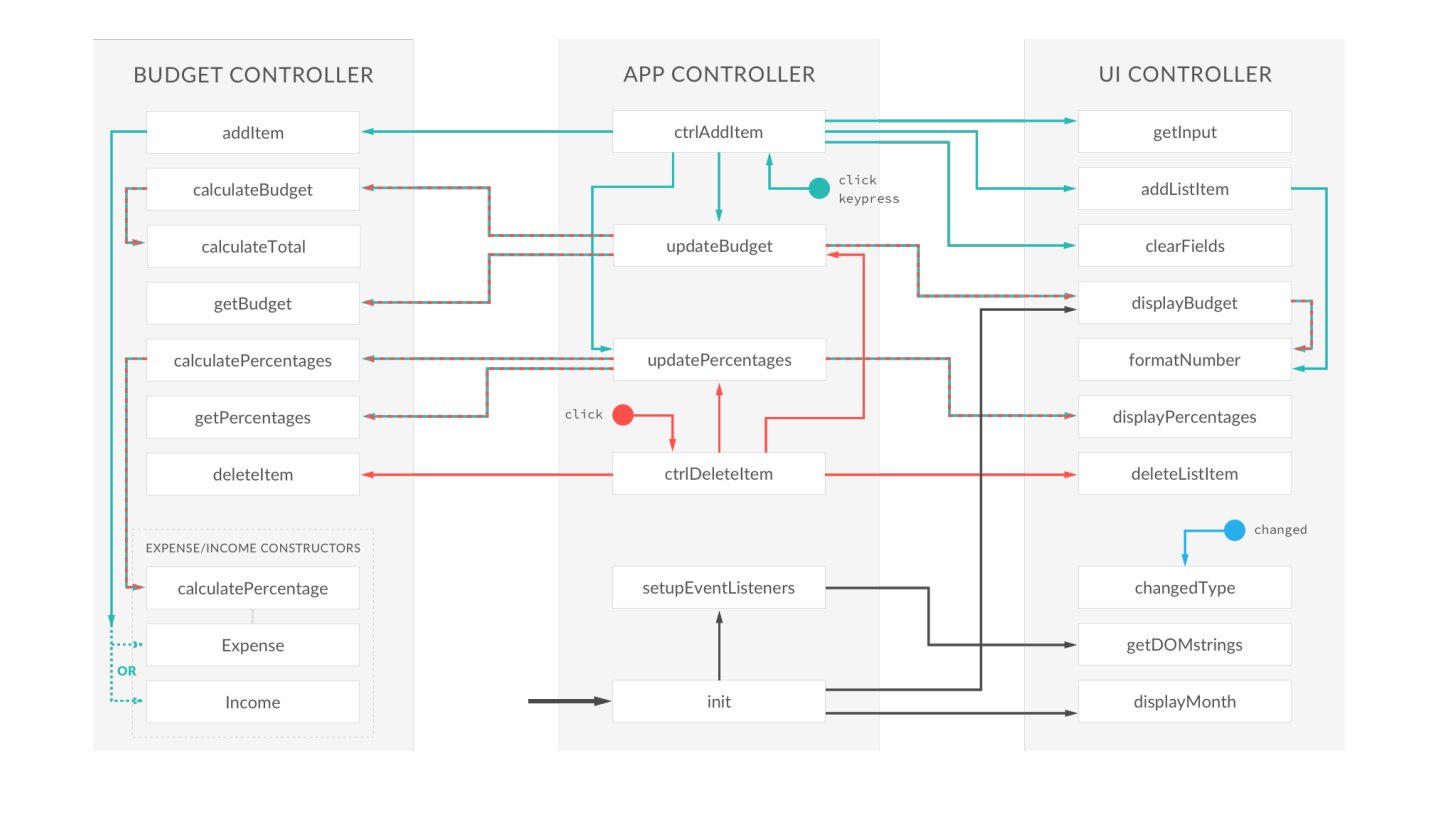 BUDGET CONTROLLER
addItem
calculateBudget
calculateTotal
getBudget
calculatePercentages
getPercentages
deleteItem
EXPENSE/INCOME CONSTRUCTORS
calculatePercentage
Expense
OR
Income
APP CONTROLLER
ctrlAddItem
click
keypress
updateBudget
updatePercentages
click
ctrlDeleteItem
setupEventListeners
init
UI CONTROLLER
getInput
addListItem
clearFields
displayBudget
formatNumber
displayPercentages
deleteListItem
changed
changedType
getDOMstrings
displayMonth